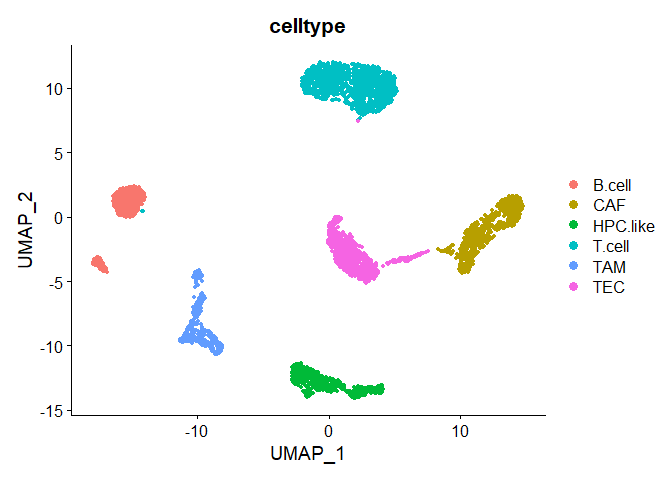 celltype
10
5
0
-5
-10
-15
UMAP_2
-10
0
10
UMAP_1
B.cell
CAF
HPC.like
T.cell
TAM
TEC